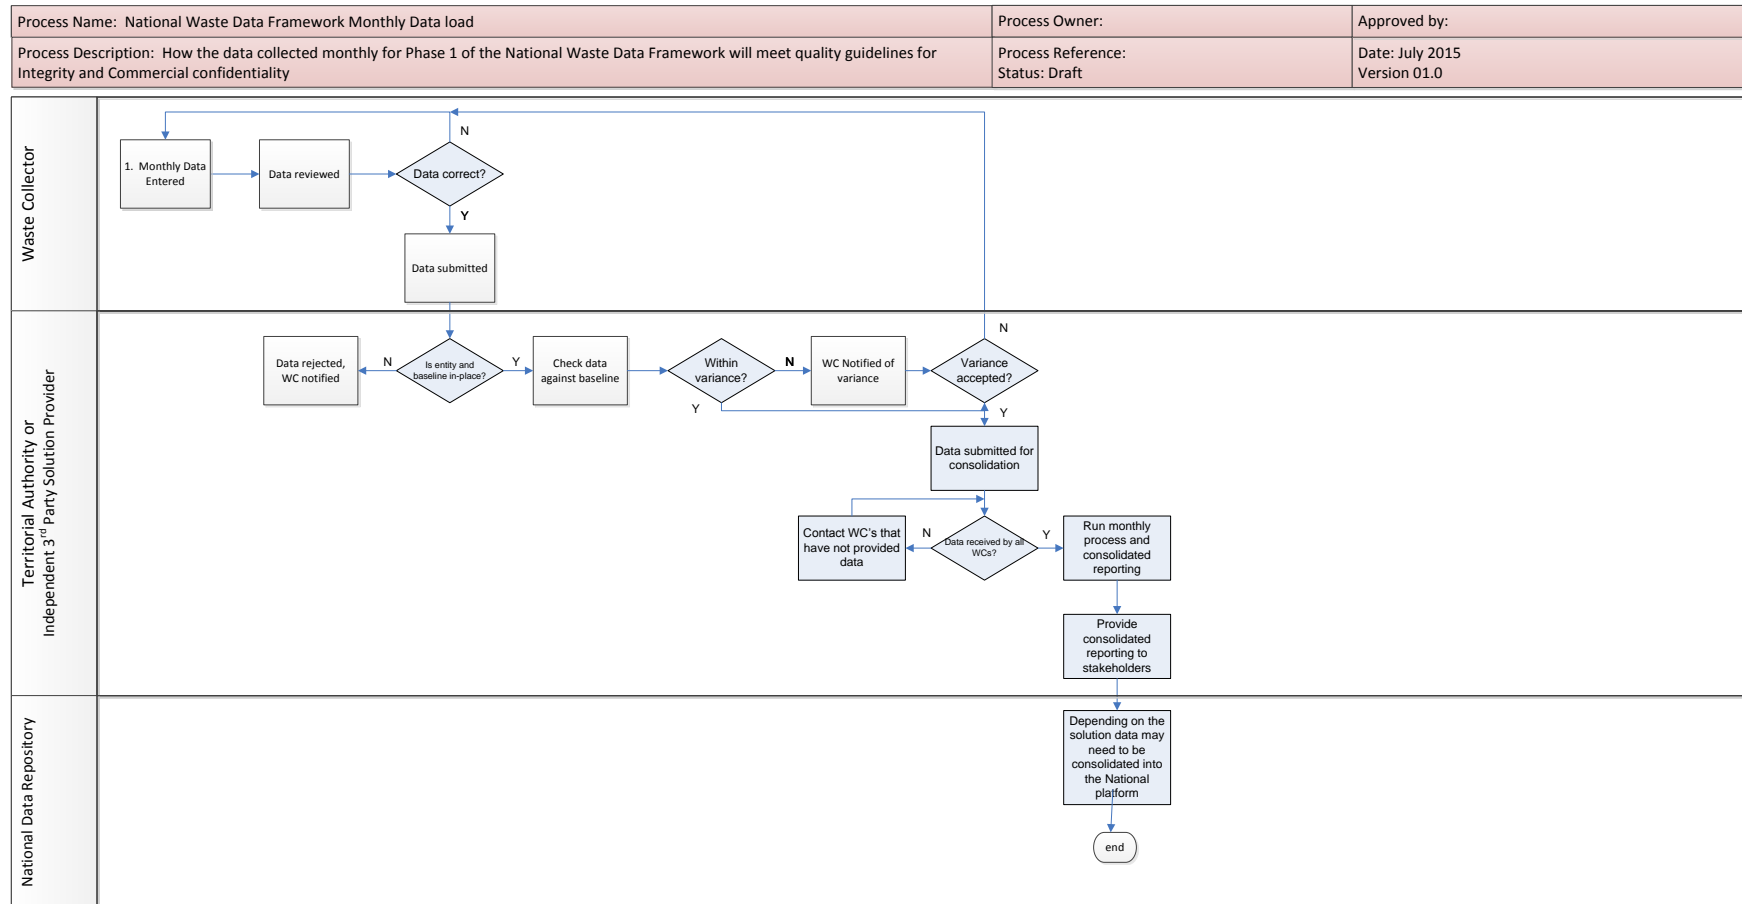 Process Name:  National Waste Data Framework Monthly Data load
Process Owner:
Approved by:
Process Description:  How the data collected monthly for Phase 1 of the National Waste Data Framework will meet quality guidelines for
Integrity and Commercial confidentiality
Process Reference:
Status: Draft
Date: July 2015
Version 01.0
Waste Collector
N
1.  Monthly Data
Entered
Data reviewed
Data correct?
Y
Data submitted
Territorial Authority or
Independent 3rd Party Solution Provider
Data rejected,
WC notified
N
Is entity and
baseline in-place?
Y
Check data
against baseline
Within
variance?
N
Y
WC Notified of
variance
N
Variance
accepted?
Y
Data submitted for
consolidation
Contact WC's that
have not provided
data
N
Data received by all
WCs?
Y
Run monthly
process and
consolidated
reporting
Provide
consolidated
reporting to
stakeholders
National Data Repository
Depending on the
solution data may
need to be
consolidated into
the National
platform
end